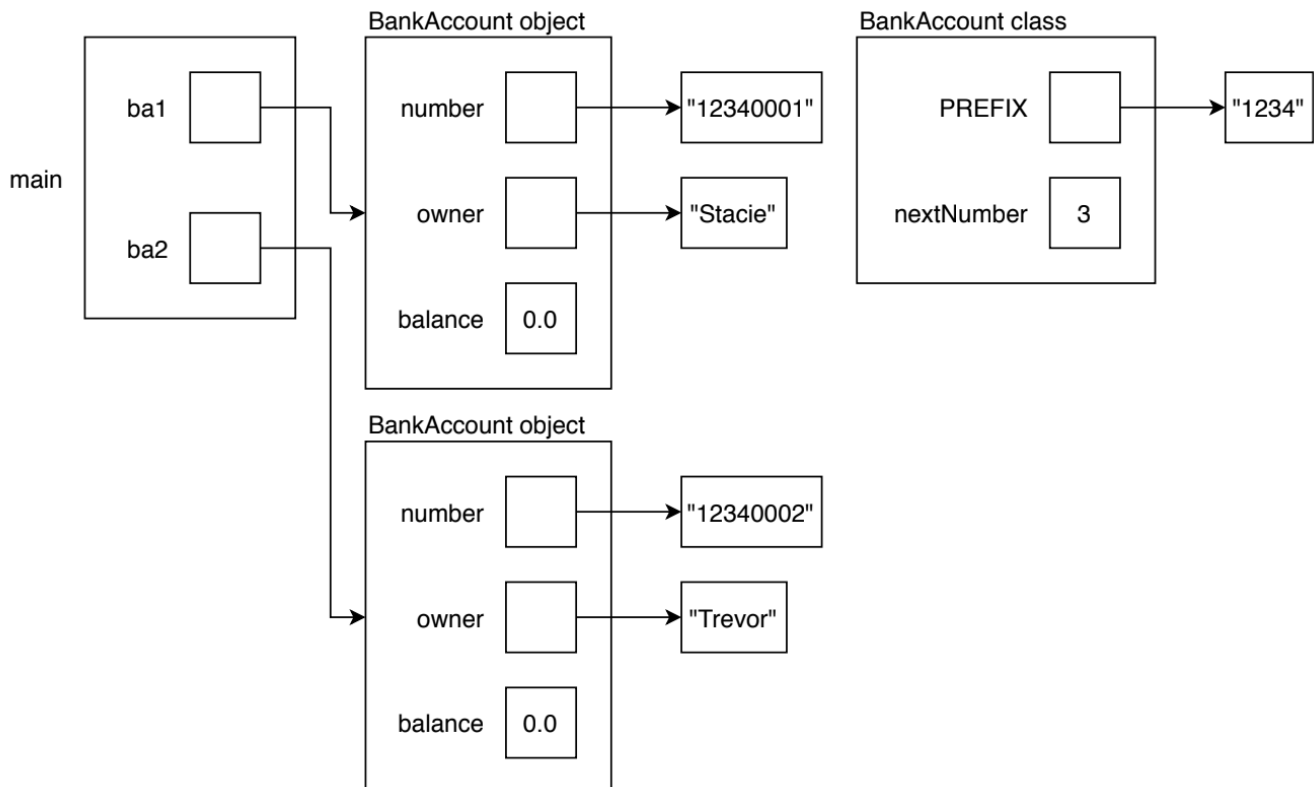 BankAccount object
BankAccount class
ba1
number
"12340001"
PREFIX
"1234"
main
owner
"Stacie"
nextNumber
3
ba2
balance
0.0
BankAccount object
number
"12340002"
owner
"Trevor"
balance
0.0